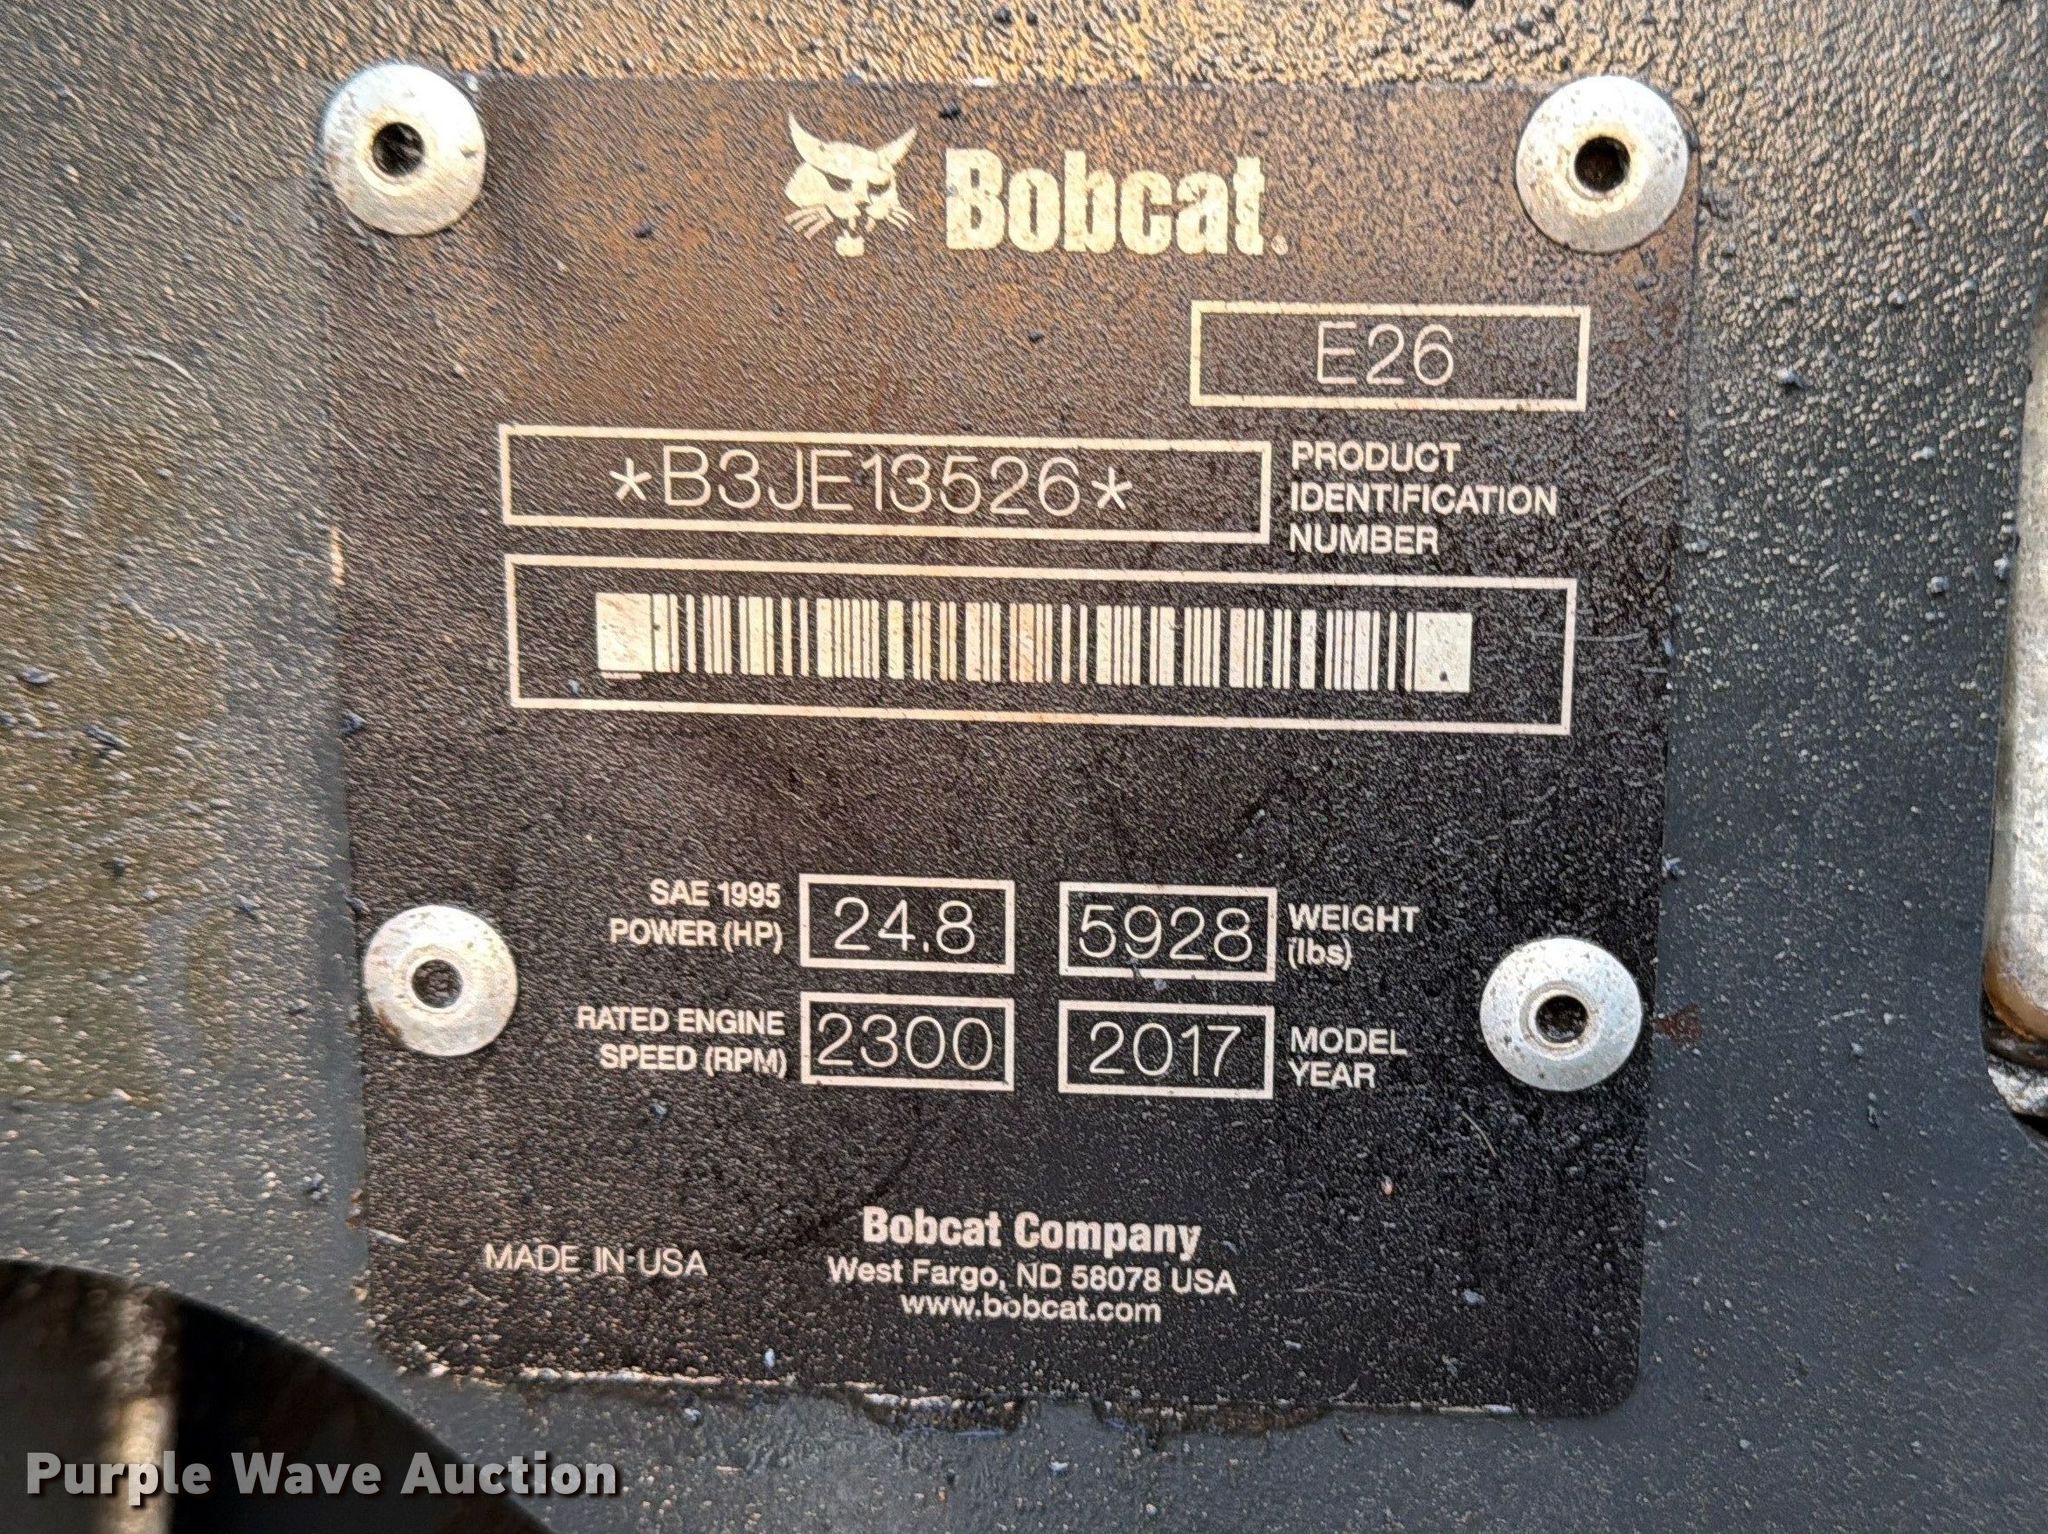 Bobcat®
E26
*B3JE13526*
PRODUCT
IDENTIFICATION
NUMBER
SAE 1995
POWER (HP)
24.8
5928
WEIGHT
(lbs)
RATED ENGINE
SPEED (RPM)
2300
2017
MODEL
YEAR
MADE IN USA
Bobcat Company
West Fargo, ND 58078 USA
www.bobcat.com
Purple Wave Auction